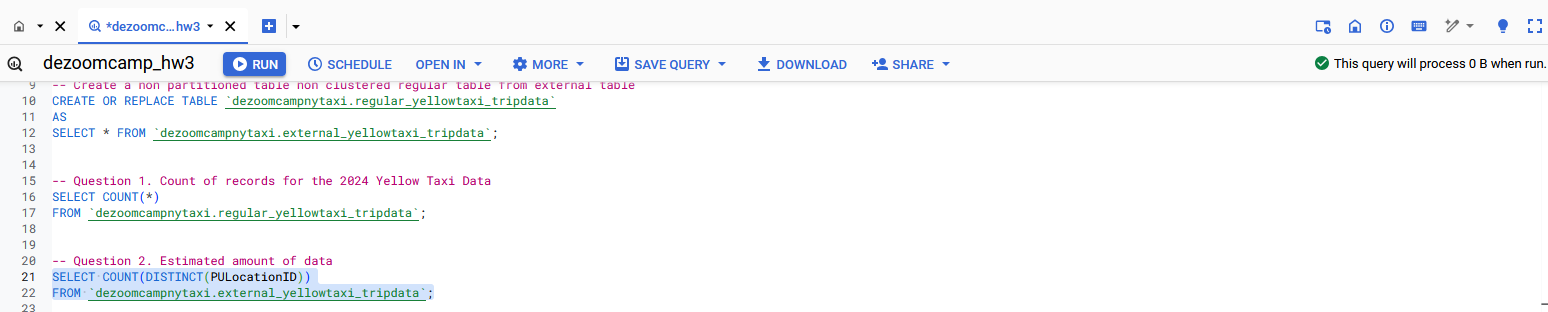 *dezoomc...hw3
dezoomcamp_hw3 RUN SCHEDULE OPEN IN MORE SAVE QUERY DOWNLOAD SHARE This query will process 0 B when run.
9 -- Create a non partitioned table non clustered regular table from external table
10 CREATE OR REPLACE TABLE `dezoomcampnytaxi.regular_yellowtaxi_tripdata`
11 AS
12 SELECT * FROM `dezoomcampnytaxi.external_yellowtaxi_tripdata`;
13
14
15 -- Question 1. Count of records for the 2024 Yellow Taxi Data
16 SELECT COUNT(*)
17 FROM `dezoomcampnytaxi.regular_yellowtaxi_tripdata`;
18
19
20 -- Question 2. Estimated amount of data
21 SELECT COUNT(DISTINCT(PULocationID))
22 FROM `dezoomcampnytaxi.external_yellowtaxi_tripdata`;
23